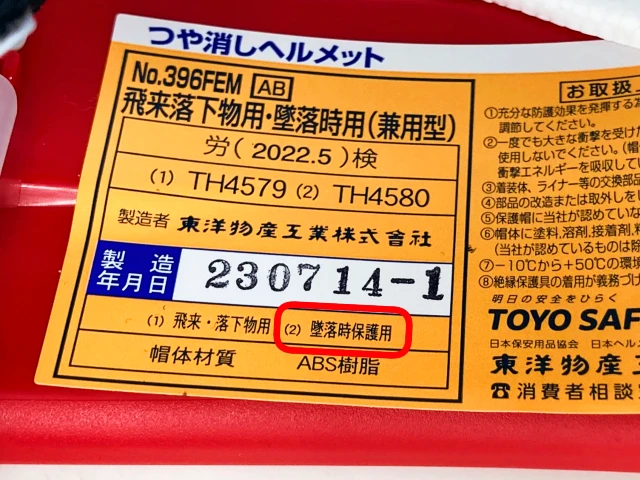 つや消しヘルメット
No.396FEM AB
飛来落下物用・墜落時用(兼用型)
労(2022.5)検
(1) TH4579 (2) TH4580
製造者 東洋物産工業株式会社
製造年月日 230714-1
(1) 飛来・落下物用 (2) 墜落時保護用
帽体材質 ABS樹脂
お取扱
①充分な防護効果を発揮する為
調節してください。
②一度でも大きな衝撃を受けた
使用しないでください。(帽
衝撃エネルギーを吸収して
③着装体、ライナー等の交換部品
④部品の改造または取外しをし
⑤保護帽に当社が認めていな
⑥帽体に塗料、溶剤、接着剤、
(当社が認めているものは除
⑦−10℃から+50℃の環境
⑧絶縁保護具の着用が義務づけ
明日の安全をひらく
TOYO SAF
日本保安用品協会 日本ヘル
東洋物産工
☎消費者相談